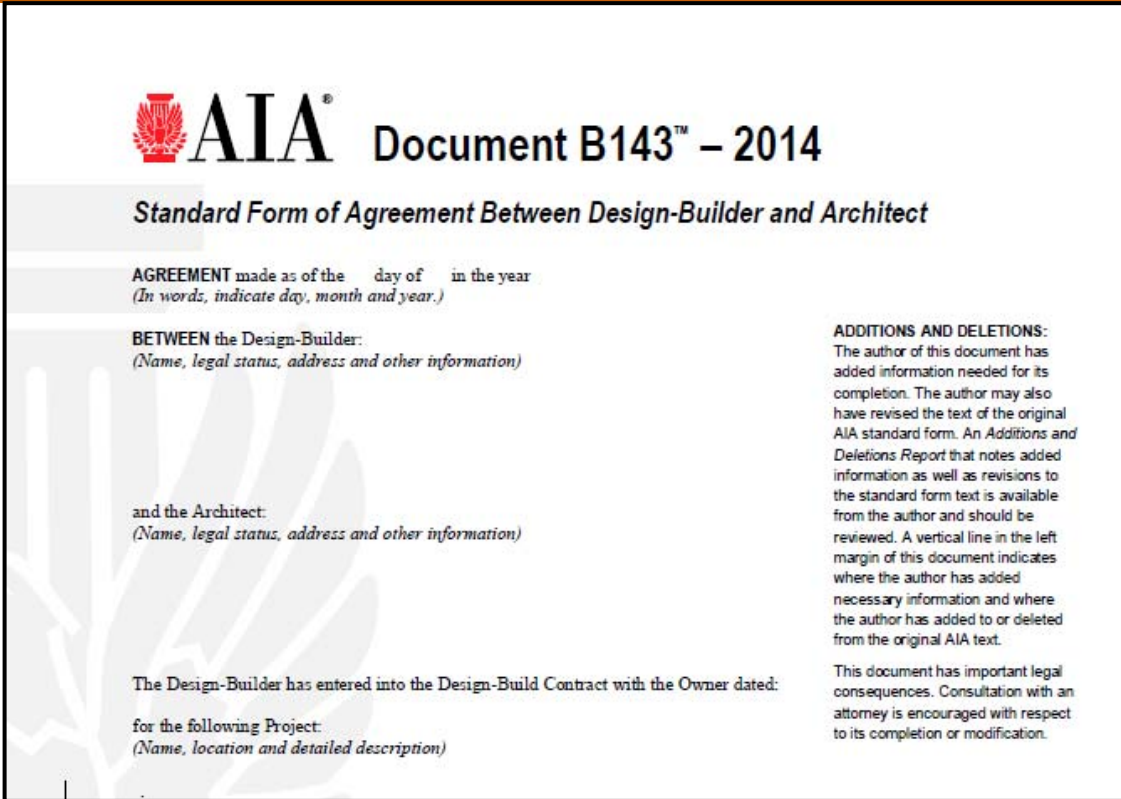 AIA® Document B143™ – 2014
Standard Form of Agreement Between Design-Builder and Architect
AGREEMENT made as of the day of in the year
(In words, indicate day, month and year.)
BETWEEN the Design-Builder:
(Name, legal status, address and other information)
and the Architect:
(Name, legal status, address and other information)
The Design-Builder has entered into the Design-Build Contract with the Owner dated:
for the following Project:
(Name, location and detailed description)
ADDITIONS AND DELETIONS:
The author of this document has
added information needed for its
completion. The author may also
have revised the text of the original
AIA standard form. An Additions and
Deletions Report that notes added
information as well as revisions to
the standard form text is available
from the author and should be
reviewed. A vertical line in the left
margin of this document indicates
where the author has added
necessary information and where
the author has added to or deleted
from the original AIA text.
This document has important legal
consequences. Consultation with an
attorney is encouraged with respect
to its completion or modification.